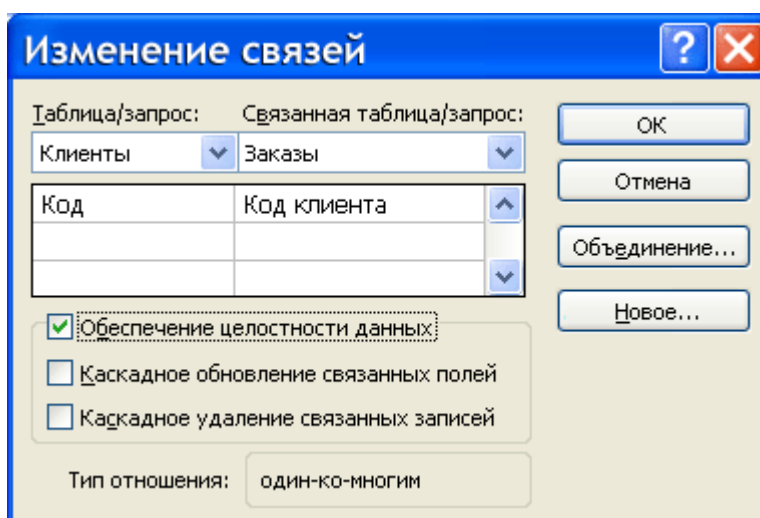 Изменение связей
Таблица/запрос: Связанная таблица/запрос:
Клиенты Заказы
Код Код клиента
Обеспечение целостности данных
Каскадное обновление связанных полей
Каскадное удаление связанных записей
Тип отношения: один-ко-многим
ОК
Отмена
Объединение...
Новое...